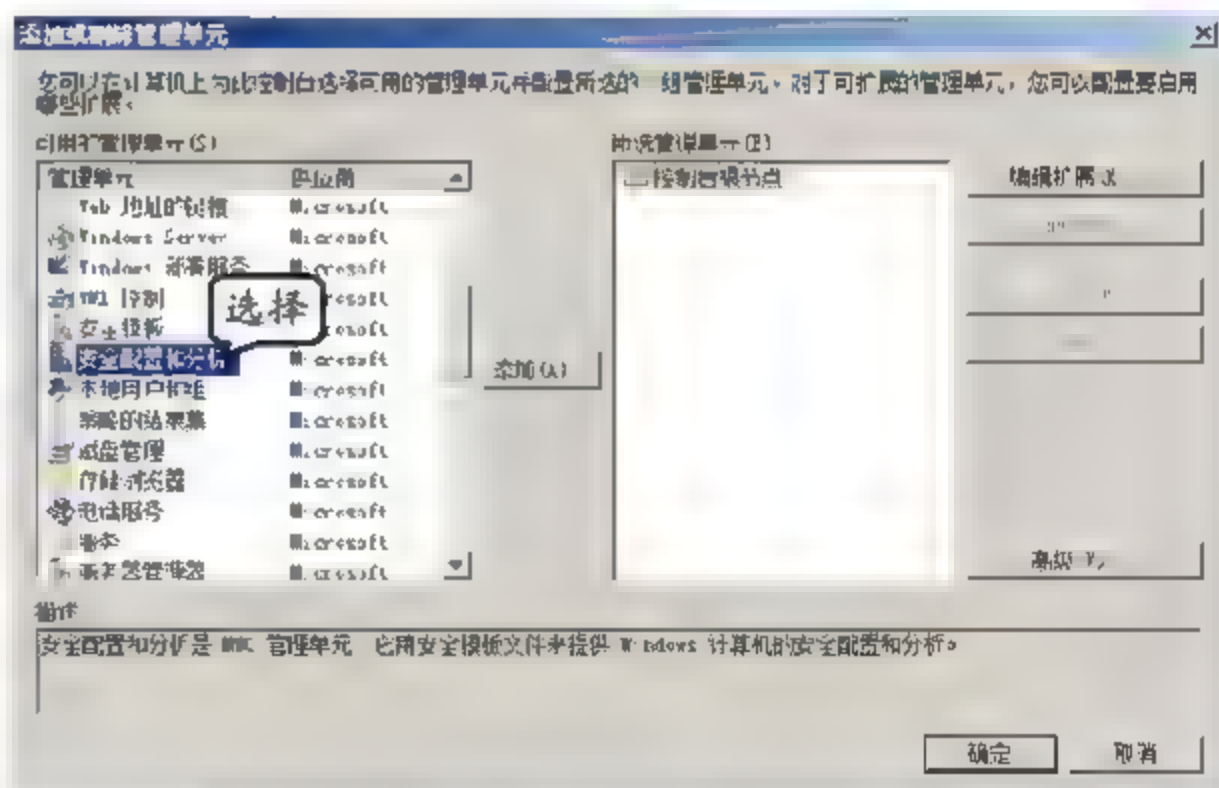 添加或删除管理单元
您可以在计算机上为此控制台选择可用的管理单元并配置所选的一组管理单元。对于可扩展的管理单元，您可以配置要启用
哪些扩展。
可用的管理单元(S)
所选管理单元(E)
管理单元 供应商
控制台根节点
编辑扩展(X)
Web 地址的链接 Microsoft
Windows Server Microsoft
Windows 部署服务 Microsoft
WMI 控制 Microsoft
选择
安全模板
安全配置和分析 Microsoft
添加(A)
本地用户和组 Microsoft
策略的结果集 Microsoft
磁盘管理 Microsoft
存储浏览器 Microsoft
电话服务 Microsoft
服务 Microsoft
服务器管理器 Microsoft
高级(V)
描述
安全配置和分析是 MMC 管理单元 它用安全模板文件来提供 Windows 计算机的安全配置和分析。
确定
取消